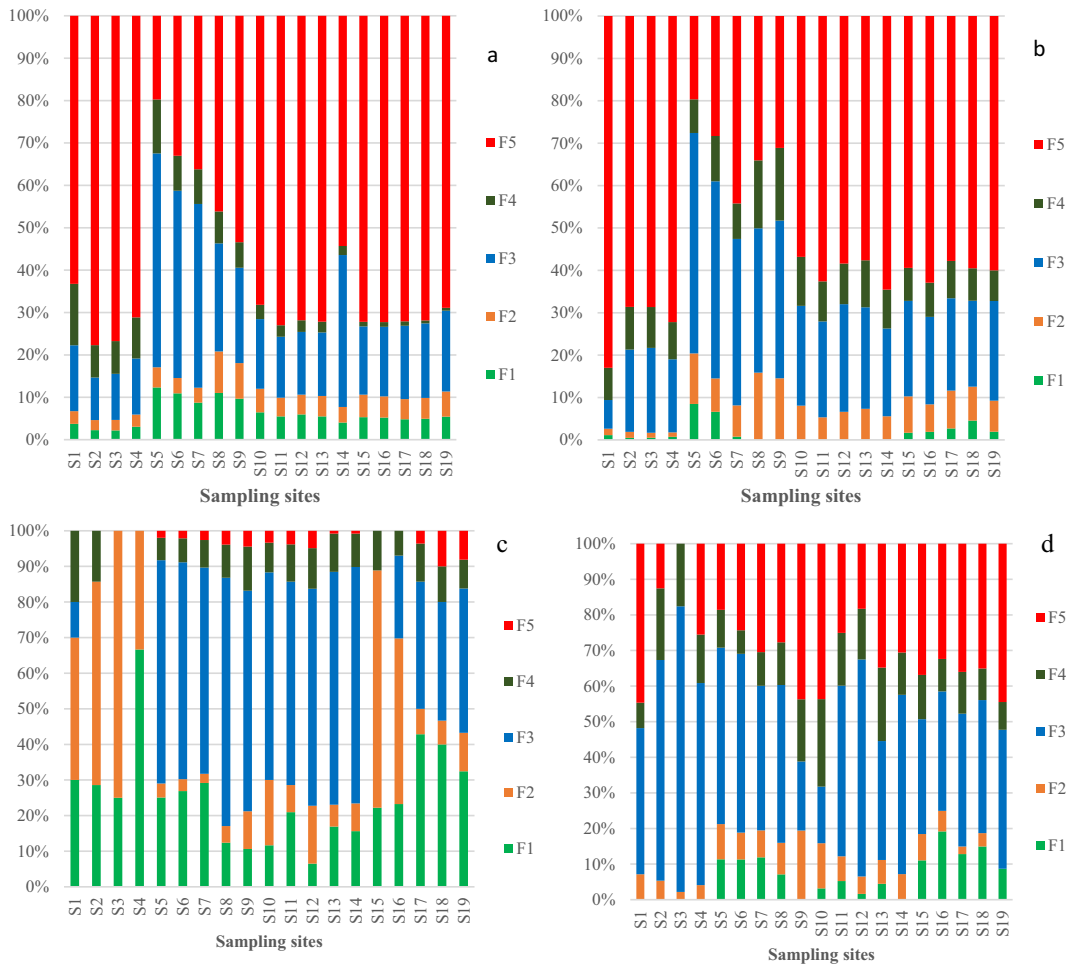 100%
90%
80%
70%
60%
50%
40%
30%
20%
10%
0%
S1 S2 S3 S4 S5 S6 S7 S8 S9 S10 S11 S12 S13 S14 S15 S16 S17 S18 S19
Sampling sites
a
F5
F4
F3
F2
F1
100%
90%
80%
70%
60%
50%
40%
30%
20%
10%
0%
S1 S2 S3 S4 S5 S6 S7 S8 S9 S10 S11 S12 S13 S14 S15 S16 S17 S18 S19
Sampling sites
b
F5
F4
F3
F2
F1
100%
90%
80%
70%
60%
50%
40%
30%
20%
10%
0%
S1 S2 S3 S4 S5 S6 S7 S8 S9 S10 S11 S12 S13 S14 S15 S16 S17 S18 S19
Sampling sites
c
F5
F4
F3
F2
F1
100%
90%
80%
70%
60%
50%
40%
30%
20%
10%
0%
S1 S2 S3 S4 S5 S6 S7 S8 S9 S10 S11 S12 S13 S14 S15 S16 S17 S18 S19
Sampling sites
d
F5
F4
F3
F2
F1